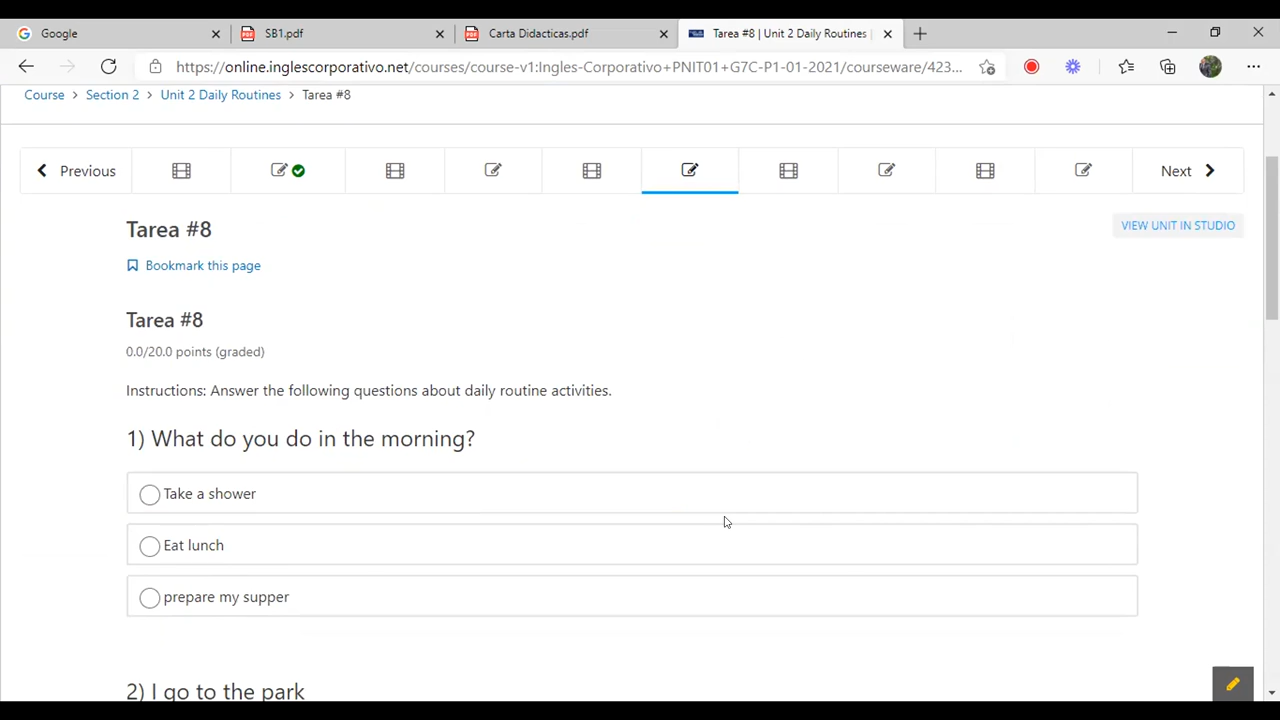 Google
SB1.pdf
Carta Didacticas.pdf
Tarea #8 | Unit 2 Daily Routines |
https://online.inglescorporativo.net/courses/course-v1:Ingles-Corporativo+PNIT01+G7C-P1-01-2021/courseware/423...
Course > Section 2 > Unit 2 Daily Routines > Tarea #8
Previous
Next
Tarea #8
VIEW UNIT IN STUDIO
Bookmark this page
Tarea #8
0.0/20.0 points (graded)
Instructions: Answer the following questions about daily routine activities.
1) What do you do in the morning?
Take a shower
Eat lunch
prepare my supper
2) I go to the park